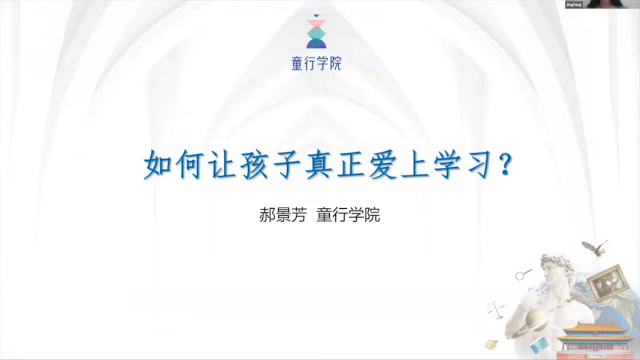 童行学院
如何让孩子真正爱上学习？
郝景芳 童行学院